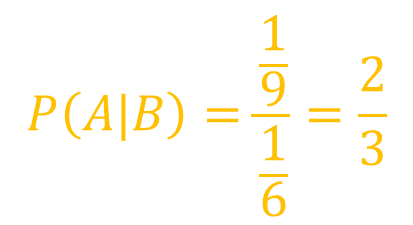 P(A|B) = (1/9)/(1/6) = 2/3